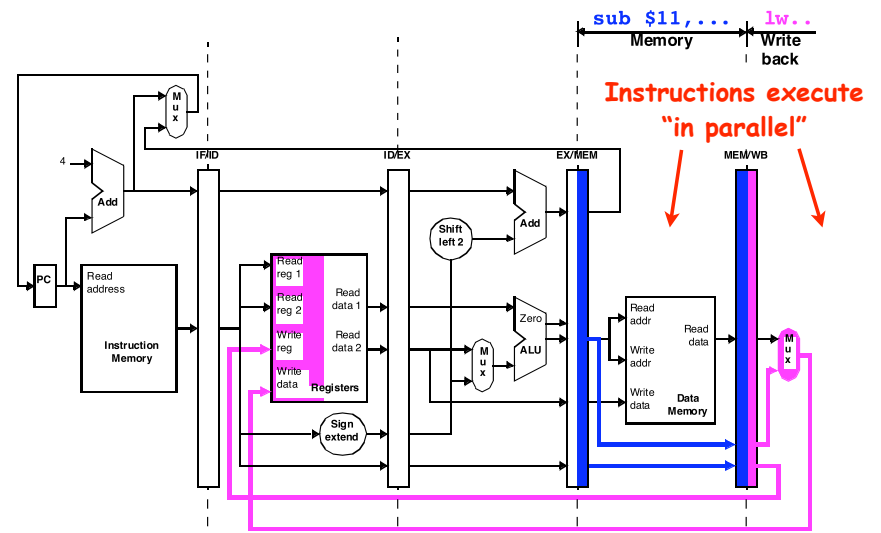 sub $11,... lw..
Memory Write
back
Instructions execute
“in parallel”
M
u
x
IF/ID ID/EX EX/MEM MEM/WB
4
Add
Shift
left 2
Add
PC
Read
address
Instruction
Memory
Read
reg 1
Read
reg 2
Write
reg
Write
data
Read
data 1
Read
data 2
Registers
Sign
extend
M
u
x
Zero
ALU
Read
addr
Write
addr
Write
data
Read
data
Data
Memory
M
u
x